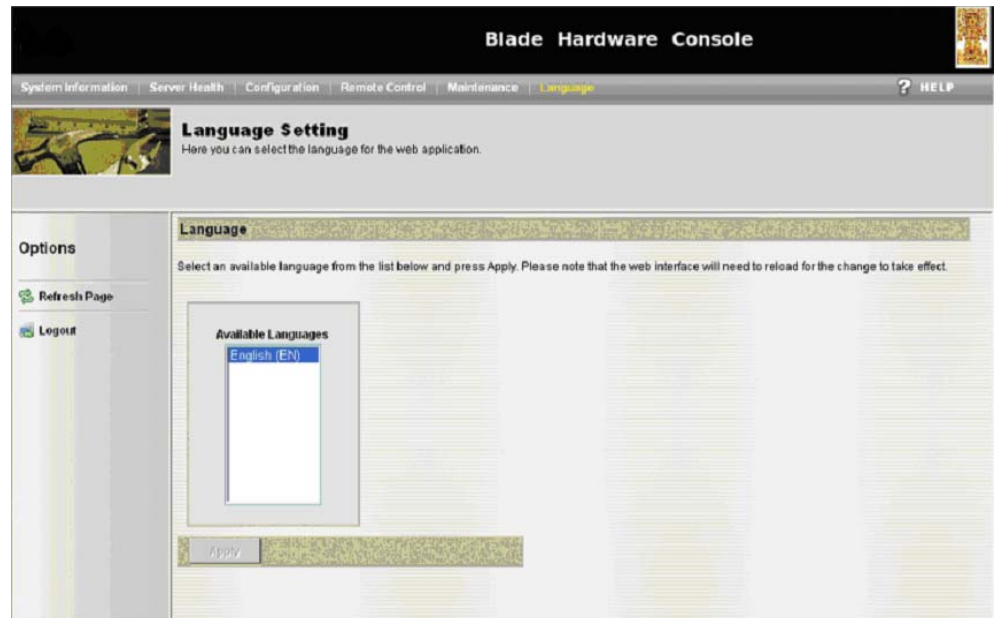 Blade Hardware Console
System Information | Server Health | Configuration | Remote Control | Maintenance | Language
? HELP
Language Setting
Here you can select the language for the web application.
Options
Refresh Page
Logout
Language
Select an available language from the list below and press Apply. Please note that the web interface will need to reload for the change to take effect.
Available Languages
English (EN)
Apply